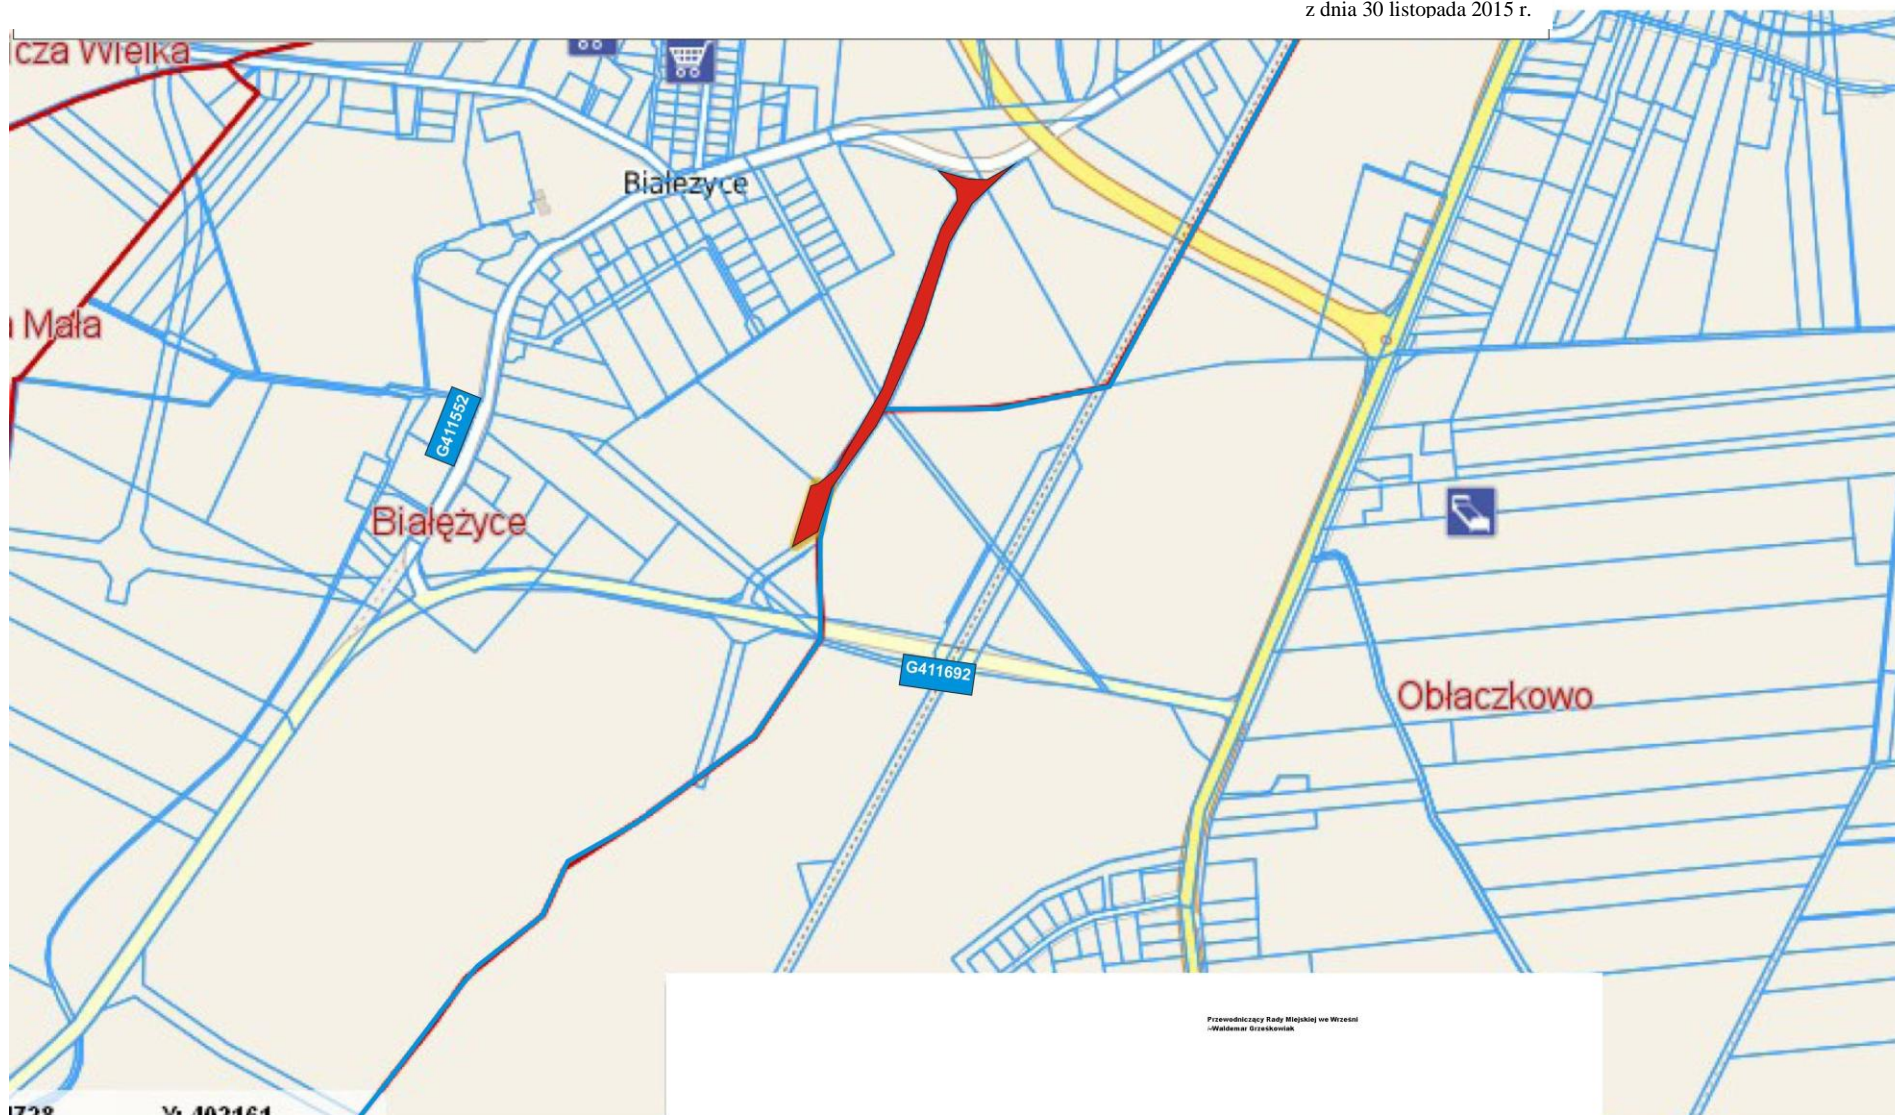 z dnia 30 listopada 2015 r.
cza Wielka
Białężyce
Mała
G411552
Białężyce
G411692
Obłaczkowo
Przewodniczący Rady Miejskiej we Wrześni
/-/Waldemar Grześkowiak